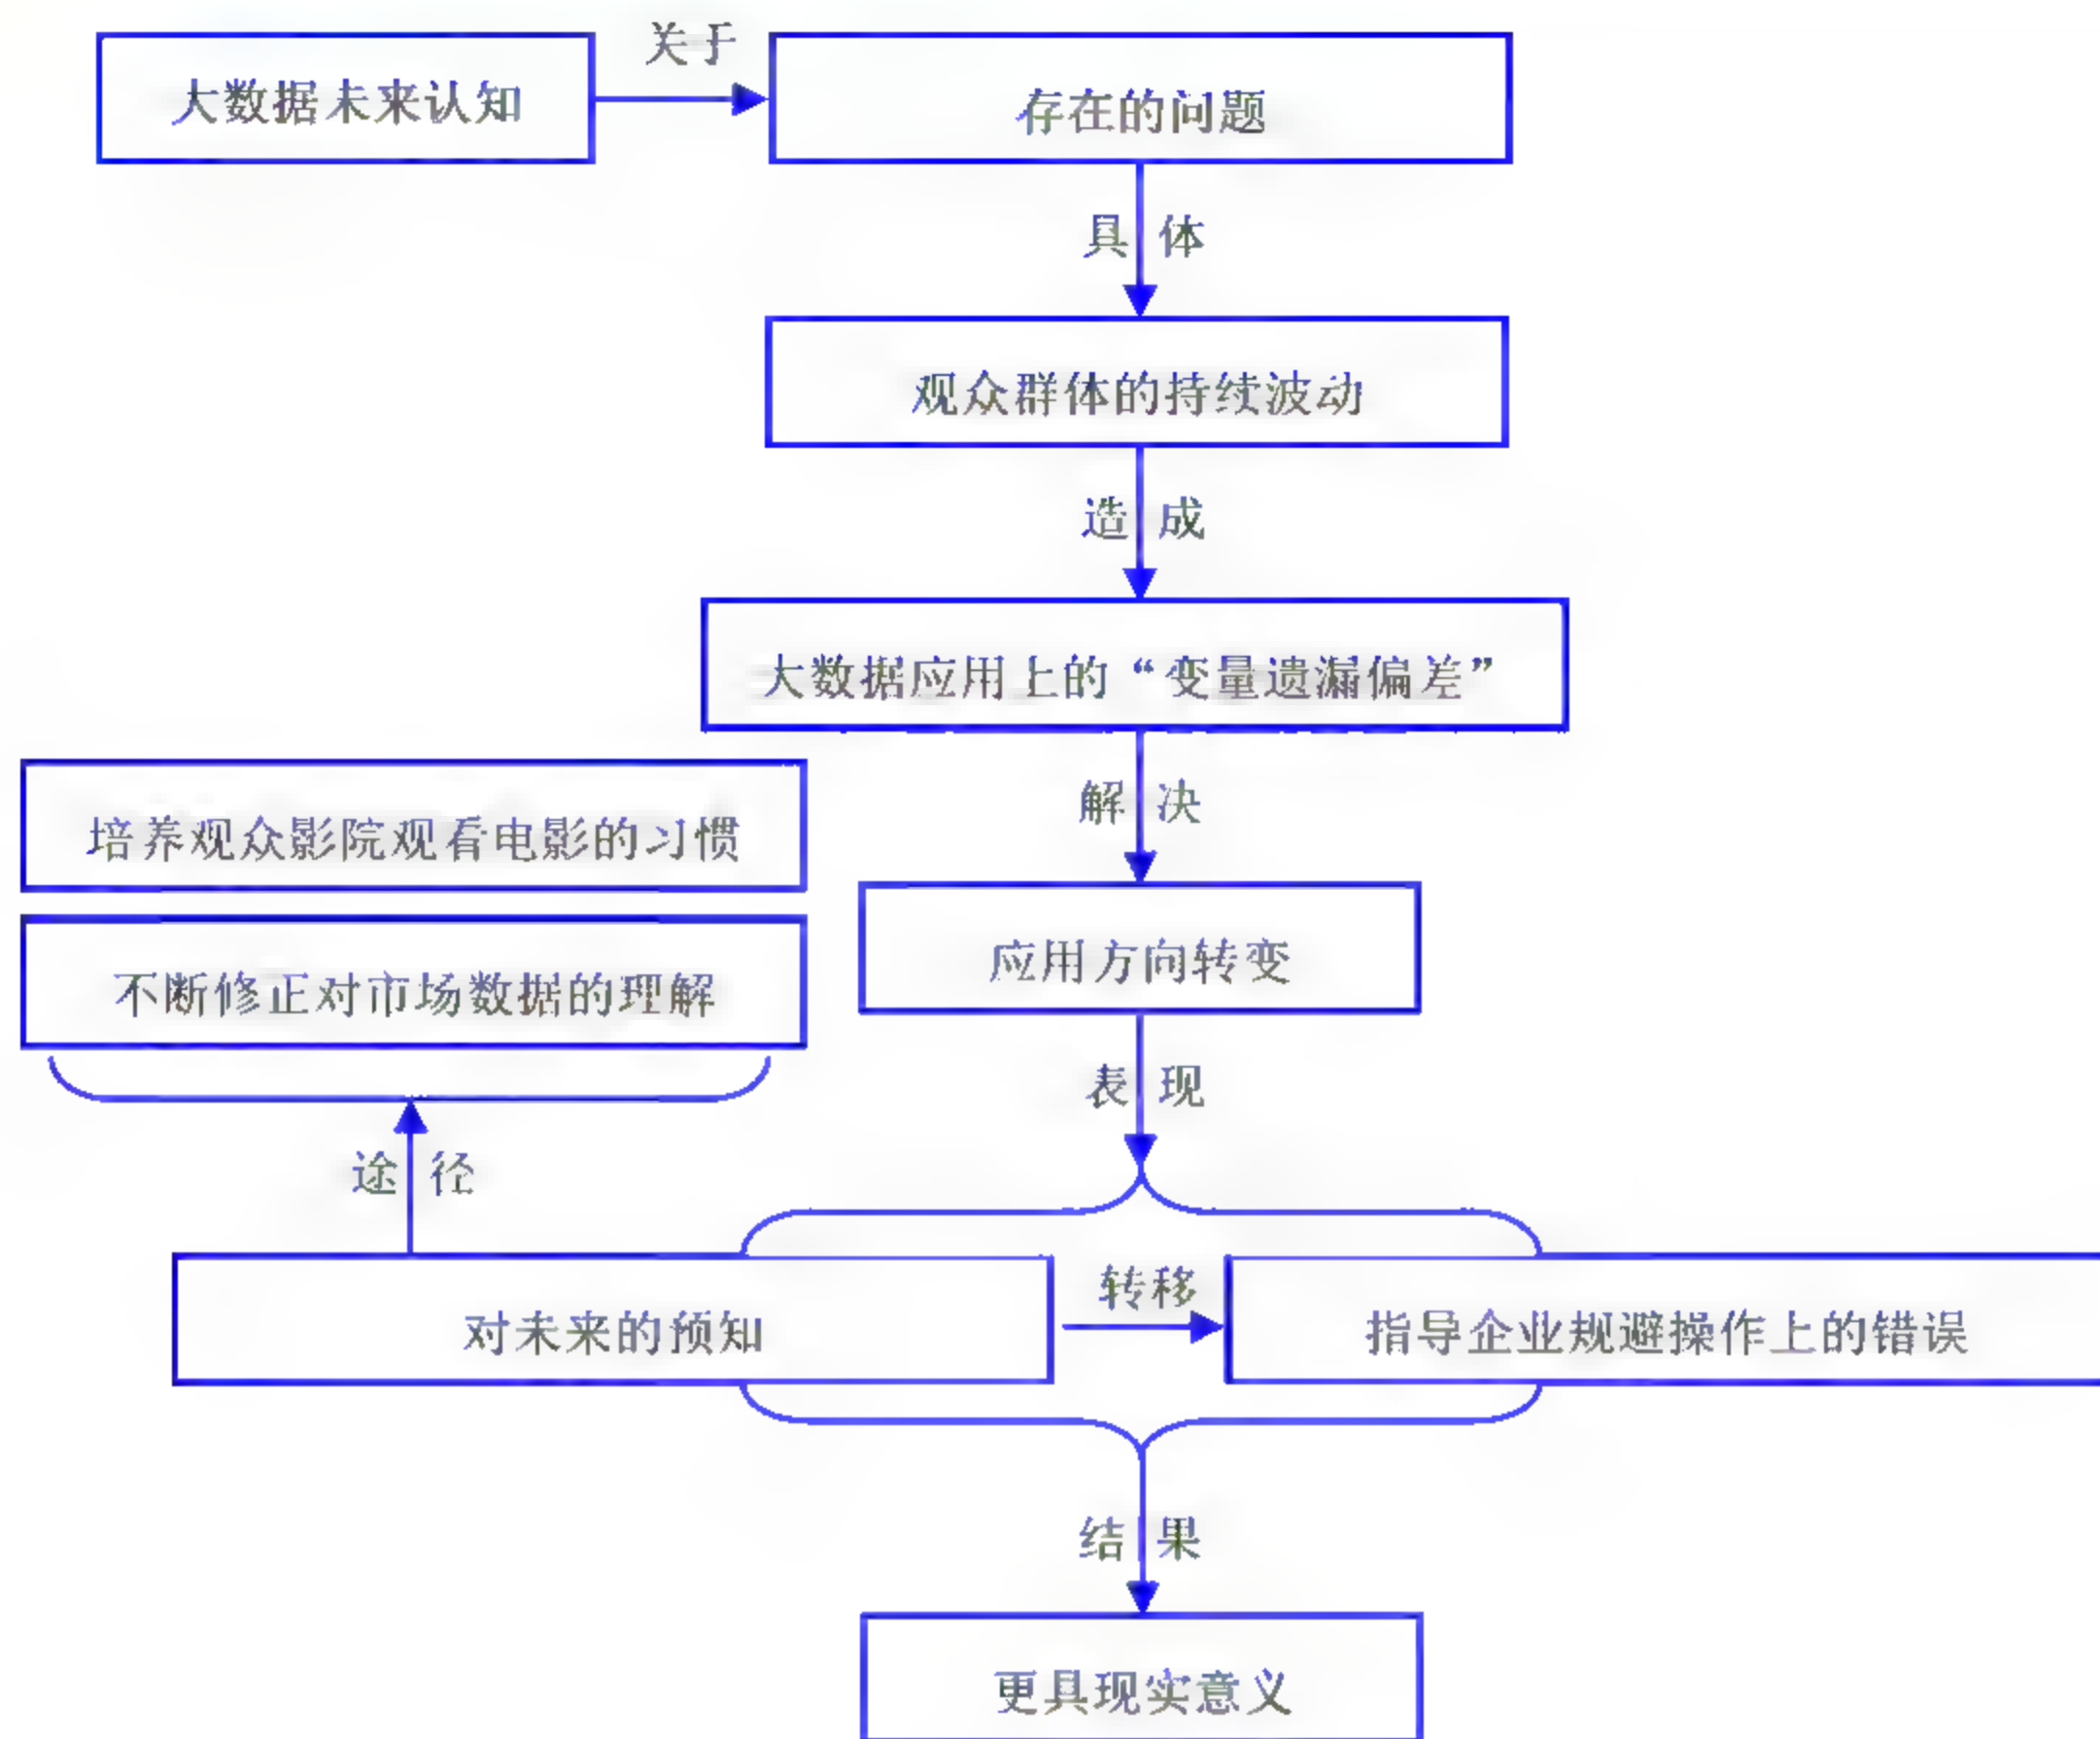 关于
大数据未来认知
存在的问题
具体
观众群体的持续波动
造成
大数据应用上的“变量遗漏偏差”
解决
培养观众影院观看电影的习惯
应用方向转变
不断修正对市场数据的理解
表现
途径
转移
对未来的预知
指导企业规避操作上的错误
结果
更具现实意义